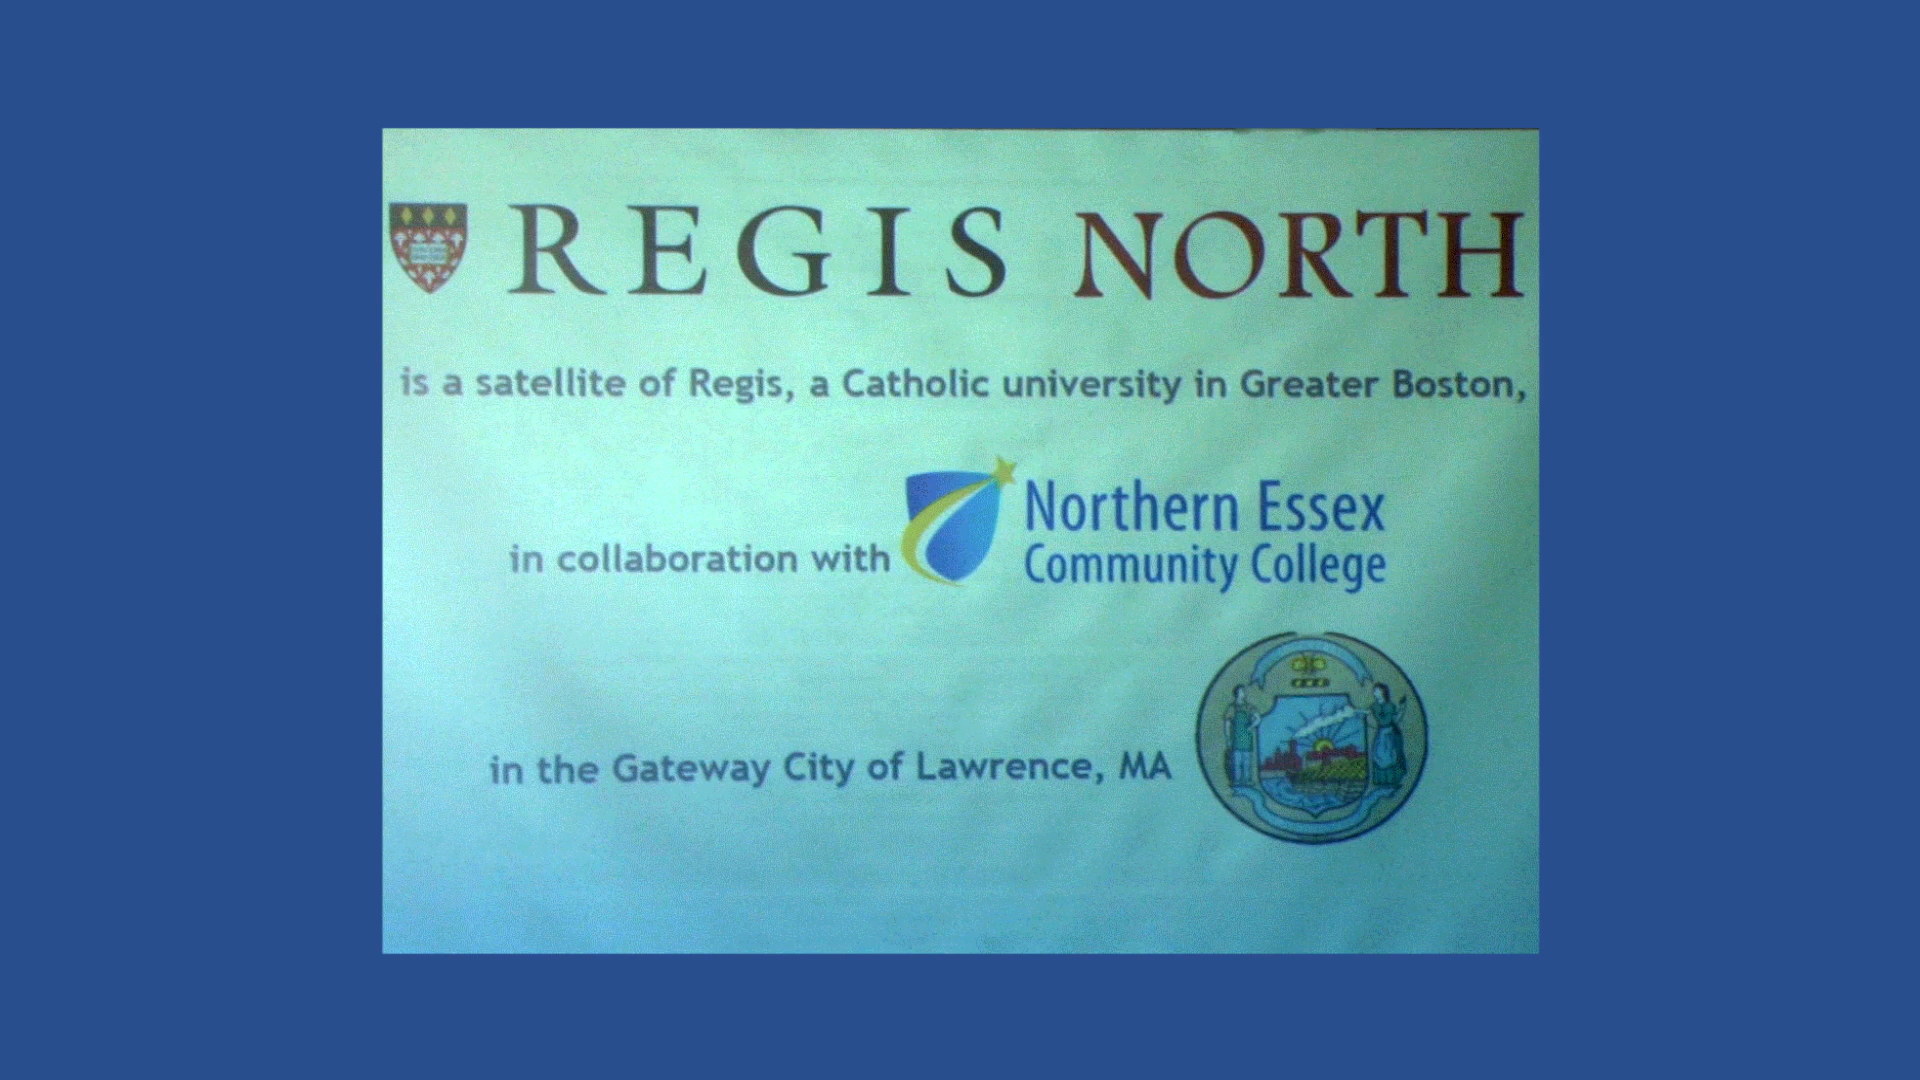 REGIS NORTH
is a satellite of Regis, a Catholic university in Greater Boston,
in collaboration with Northern Essex Community College
in the Gateway City of Lawrence, MA